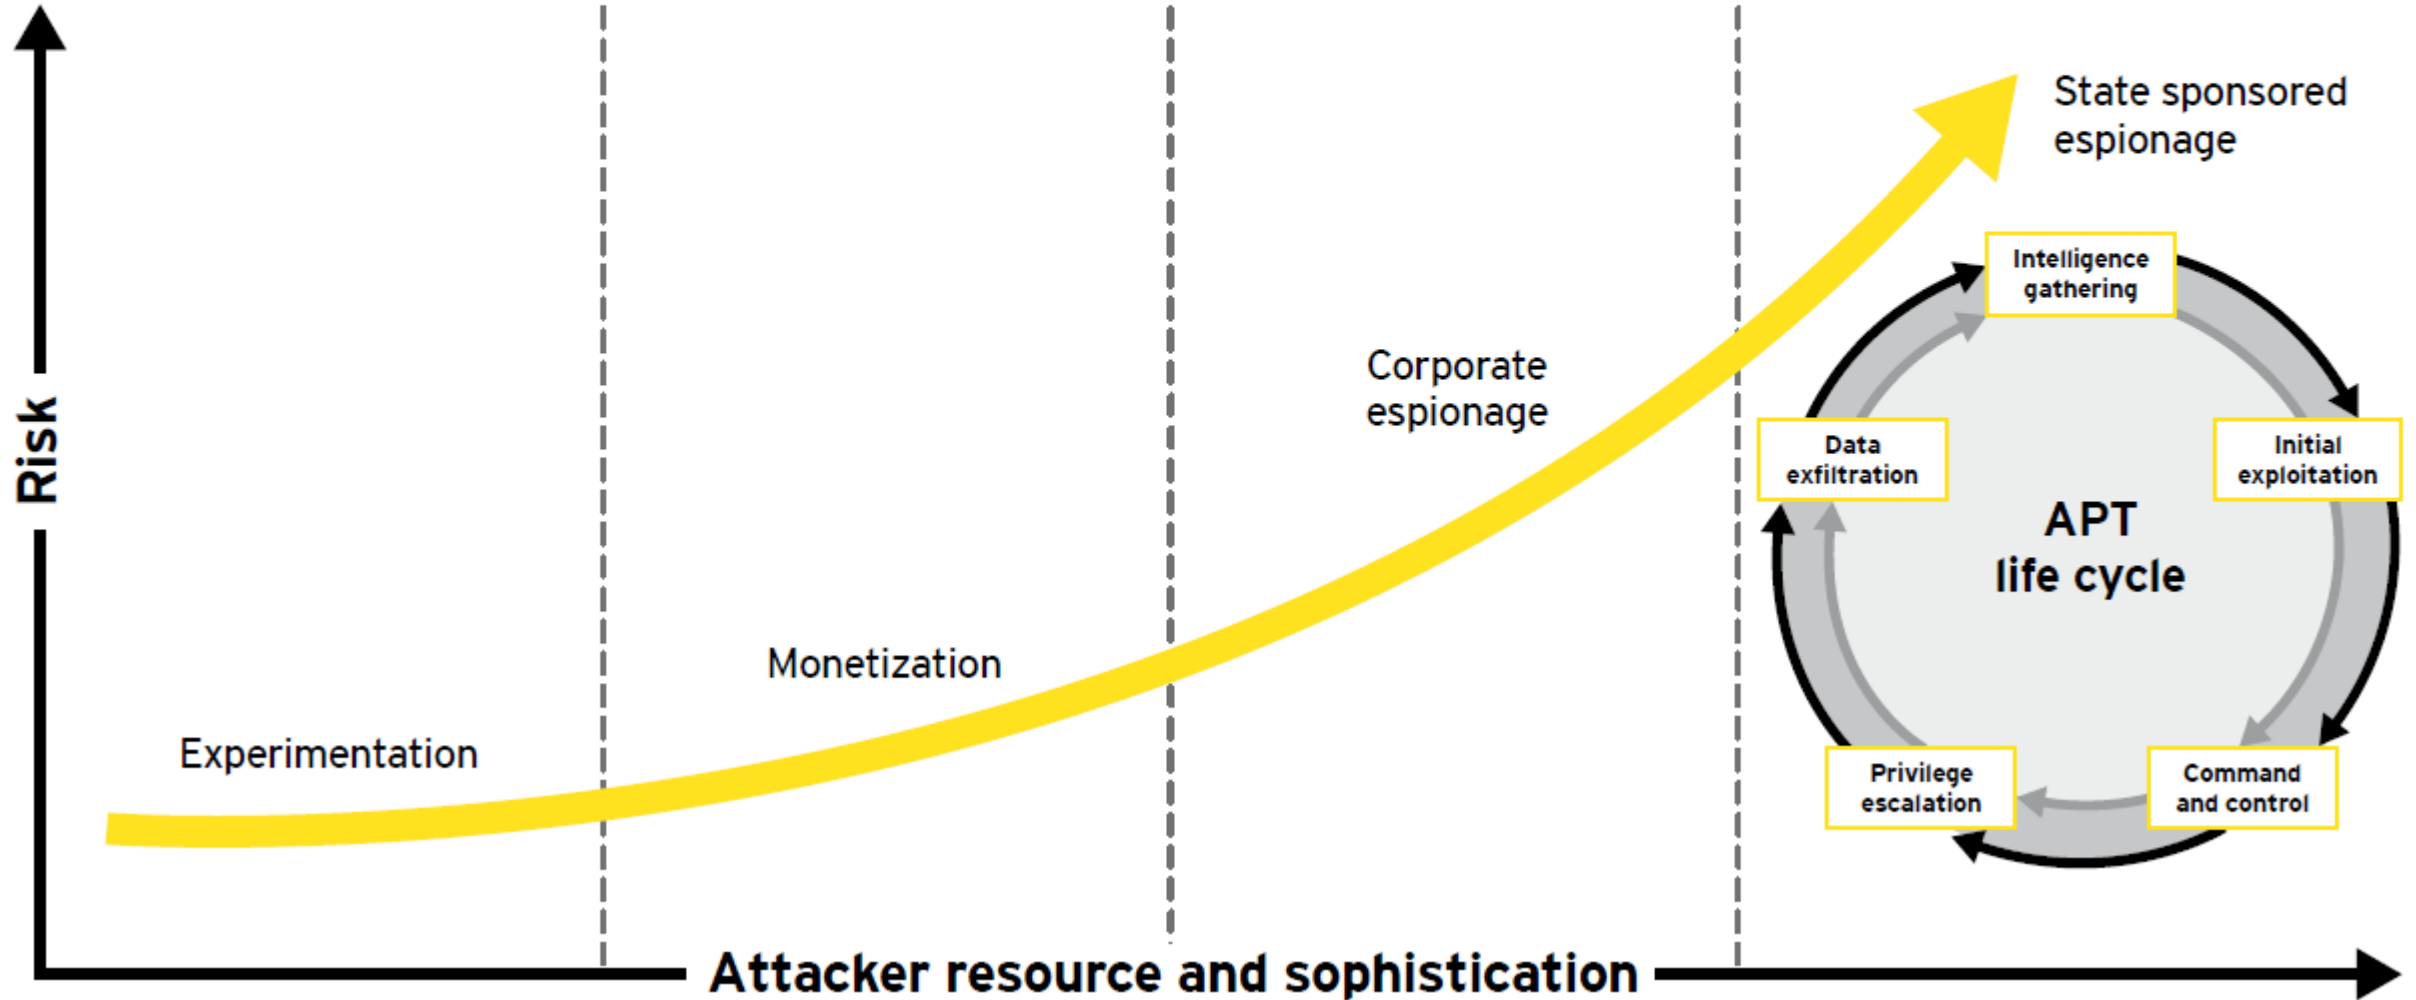 State sponsored
espionage
Intelligence
gathering
Corporate
espionage
Risk
Data
exfiltration
Initial
exploitation
APT
life cycle
Monetization
Experimentation
Privilege
escalation
Command
and control
Attacker resource and sophistication